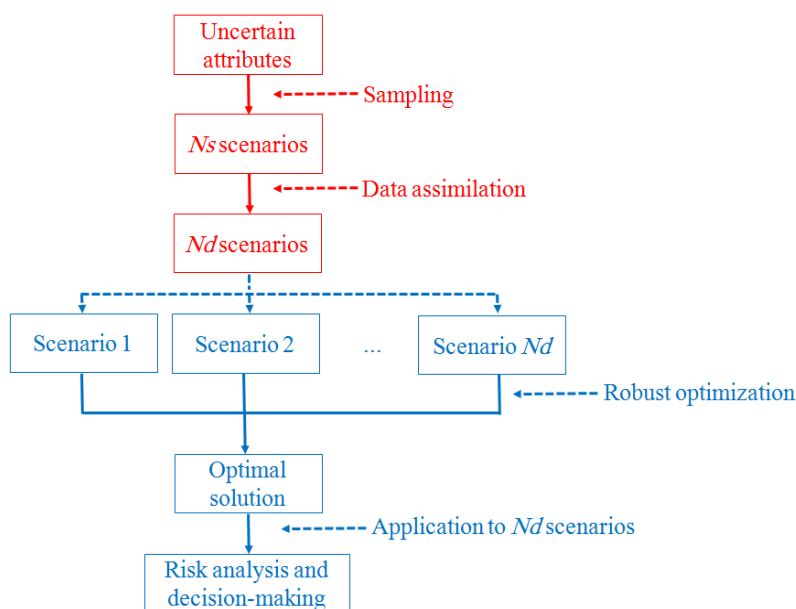 Uncertain
attributes
Sampling
Ns scenarios
Data assimilation
Nd scenarios
Scenario 1
Scenario 2
...
Scenario Nd
Robust optimization
Optimal
solution
Application to Nd scenarios
Risk analysis and
decision-making